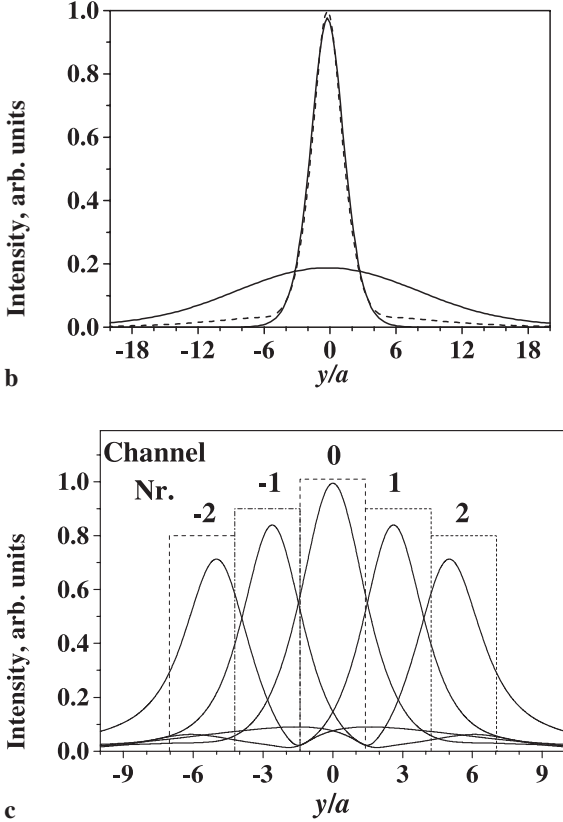 Intensity, arb. units
1.0
0.8
0.6
0.4
0.2
0.0
-18 -12 -6 0 6 12 18
y/a
b
Channel
Nr.
-2 -1 0 1 2
Intensity, arb. units
1.0
0.8
0.6
0.4
0.2
0.0
-9 -6 -3 0 3 6 9
y/a
c